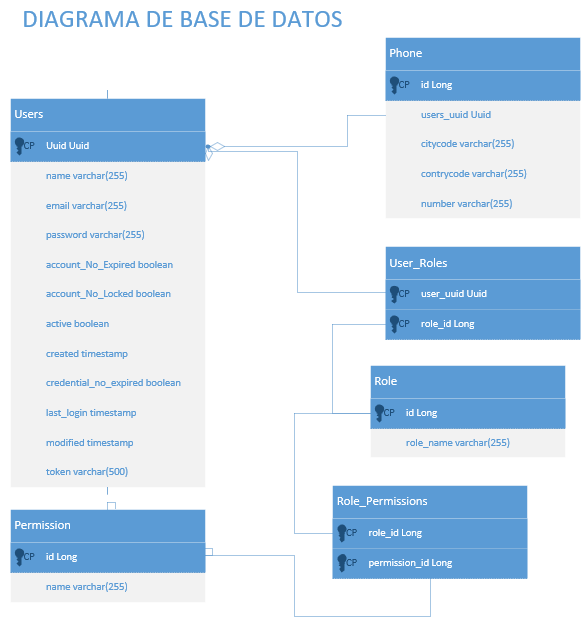 DIAGRAMA DE BASE DE DATOS
Users
CP Uuid Uuid
name varchar(255)
email varchar(255)
password varchar(255)
account_No_Expired boolean
account_No_Locked boolean
active boolean
created timestamp
credential_no_expired boolean
last_login timestamp
modified timestamp
token varchar(500)
Permission
CP id Long
name varchar(255)
Phone
CP id Long
users_uuid Uuid
citycode varchar(255)
contrycode varchar(255)
number varchar(255)
User_Roles
CP user_uuid Uuid
CP role_id Long
Role
CP id Long
role_name varchar(255)
Role_Permissions
CP role_id Long
CP permission_id Long